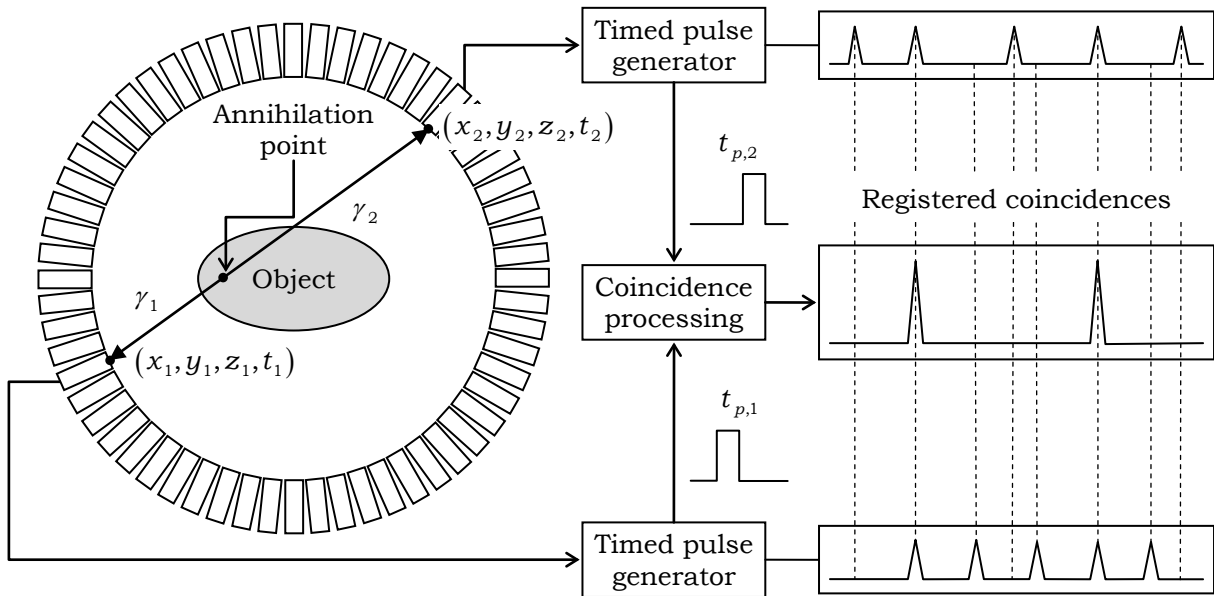 Timed pulse
generator
Annihilation
point
(x₂, y₂, z₂, t₂)
tₚ,₂
γ₂
Registered coincidences
Object
Coincidence
processing
γ₁
(x₁, y₁, z₁, t₁)
tₚ,₁
Timed pulse
generator